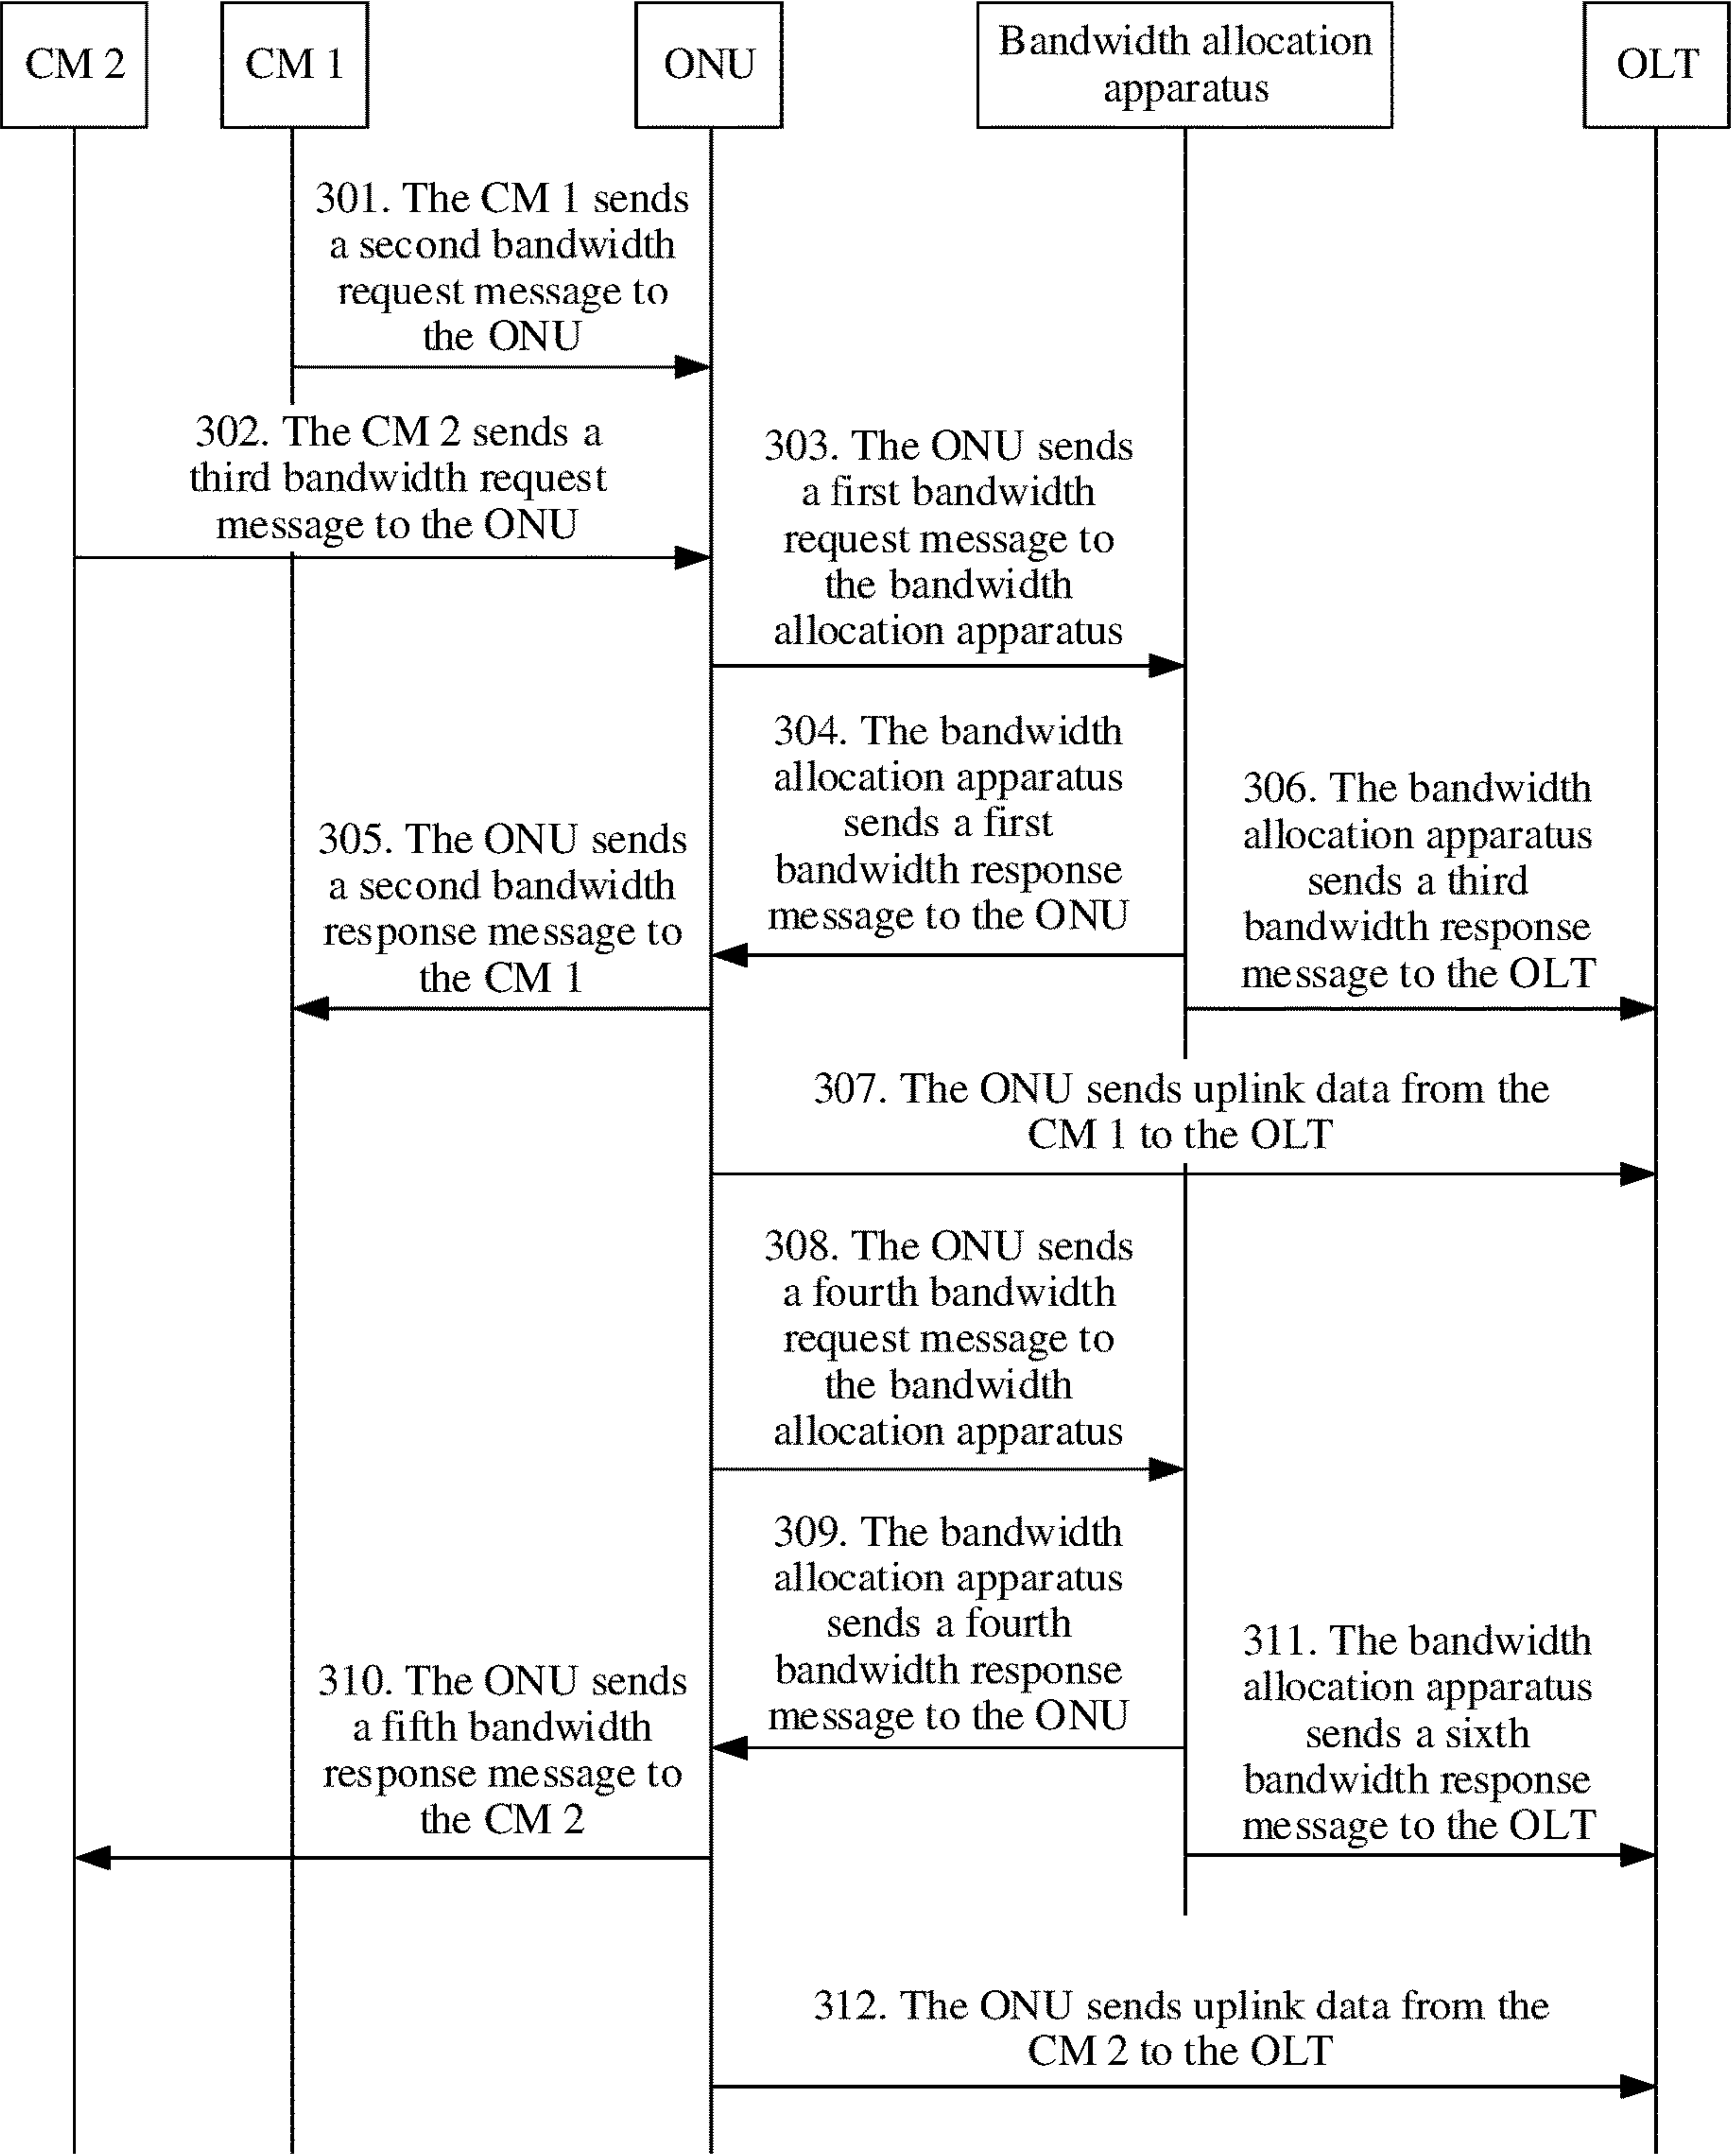 CM 2
CM 1
ONU
Bandwidth allocation
apparatus
OLT
301. The CM 1 sends
a second bandwidth
request message to
the ONU
302. The CM 2 sends a
third bandwidth request
message to the ONU
303. The ONU sends
a first bandwidth
request message to
the bandwidth
allocation apparatus
304. The bandwidth
allocation apparatus
sends a first
bandwidth response
message to the ONU
305. The ONU sends
a second bandwidth
response message to
the CM 1
306. The bandwidth
allocation apparatus
sends a third
bandwidth response
message to the OLT
307. The ONU sends uplink data from the
CM 1 to the OLT
308. The ONU sends
a fourth bandwidth
request message to
the bandwidth
allocation apparatus
309. The bandwidth
allocation apparatus
sends a fourth
bandwidth response
message to the ONU
310. The ONU sends
a fifth bandwidth
response message to
the CM 2
311. The bandwidth
allocation apparatus
sends a sixth
bandwidth response
message to the OLT
312. The ONU sends uplink data from the
CM 2 to the OLT